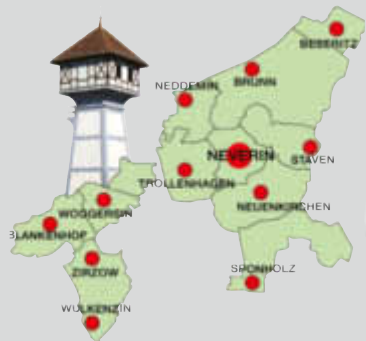 BESERITZ
BRUNN
NEDDEMIN
NEVERIN
STAVEN
TROLLENHAGEN
NEUENKIRCHEN
WOGGERSIN
BLANKENHOF
ZIRZOW
SPONHOLZ
WULKENZIN